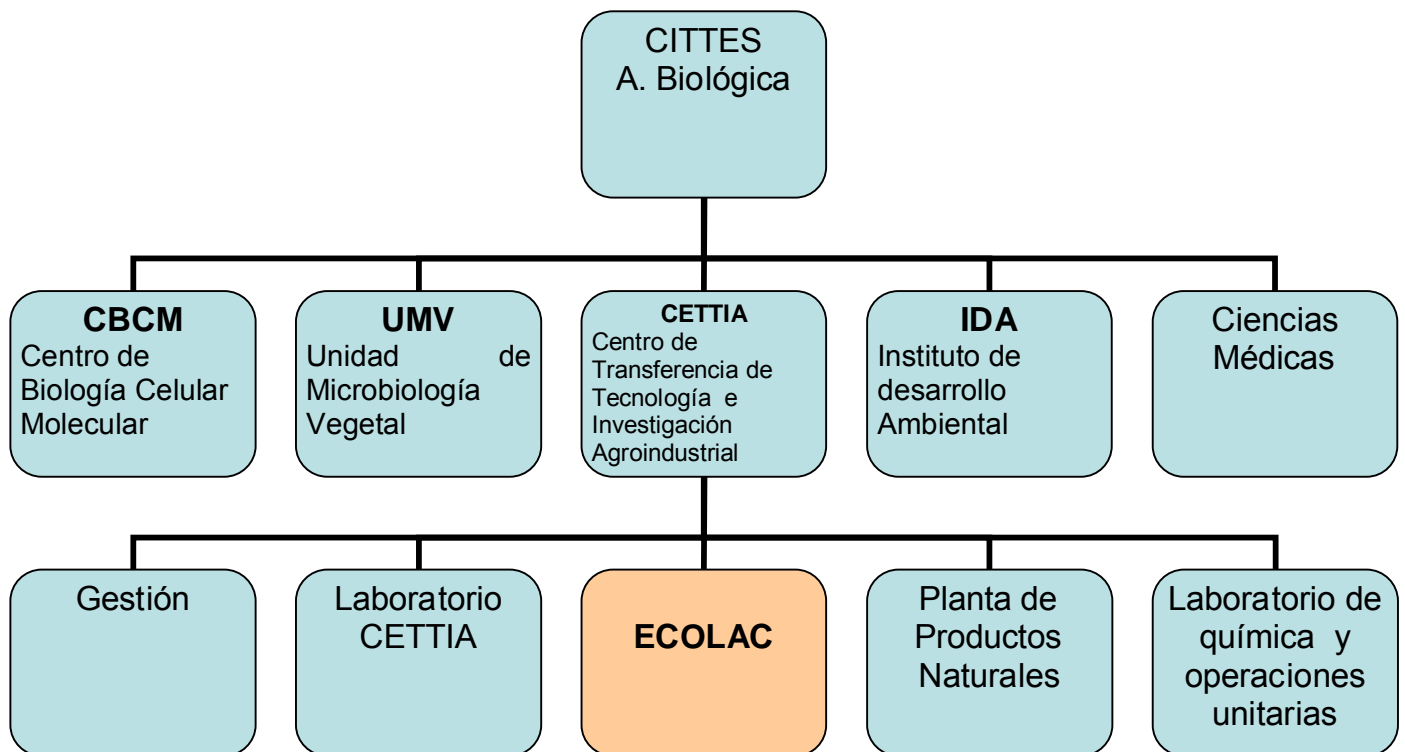 CITTES
A. Biológica
CBCM
Centro de
Biología Celular
Molecular
UMV
Unidad de
Microbiología
Vegetal
CETTIA
Centro de
Transferencia de
Tecnología e
Investigación
Agroindustrial
IDA
Instituto de
desarrollo
Ambiental
Ciencias
Médicas
Gestión
Laboratorio
CETTIA
ECOLAC
Planta de
Productos
Naturales
Laboratorio de
química y
operaciones
unitarias